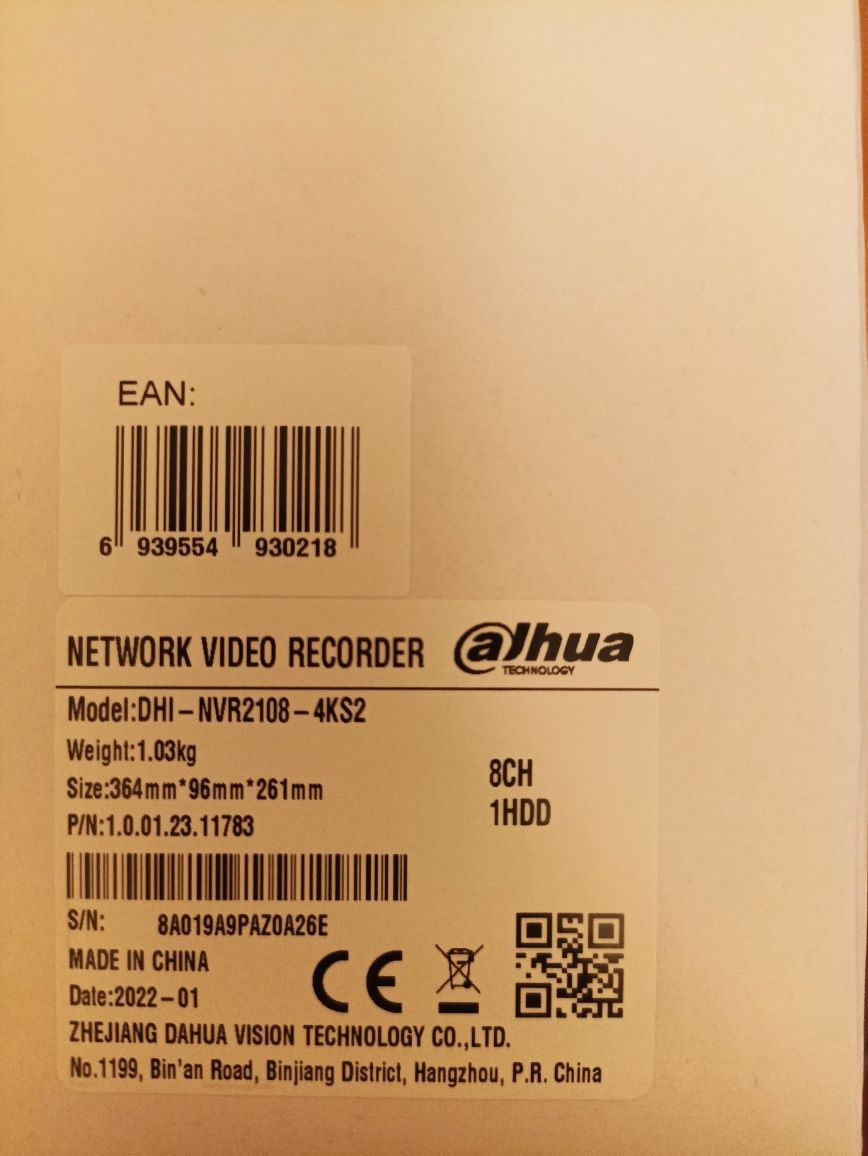 EAN:
6 939554 930218
NETWORK VIDEO RECORDER
alhua
TECHNOLOGY
Model:DHI-NVR2108-4KS2
Weight:1.03kg
Size:364mm*96mm*261mm
P/N:1.0.01.23.11783
8CH
1HDD
S/N: 8A019A9PAZ0A26E
MADE IN CHINA
Date:2022-01
CE
ZHEJIANG DAHUA VISION TECHNOLOGY CO.,LTD.
No.1199, Bin'an Road, Binjiang District, Hangzhou, P.R. China